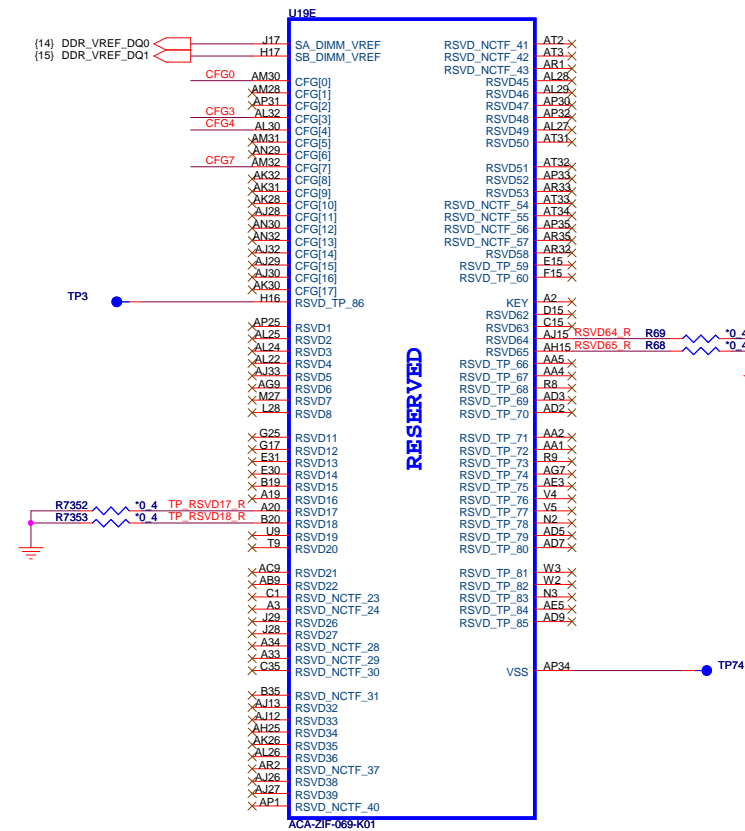 U19E
{14} DDR_VREF_DQ0 J17 SA_DIMM_VREF
{15} DDR_VREF_DQ1 H17 SB_DIMM_VREF
CFG0 AM30 CFG[0]
AM28 CFG[1]
AP31 CFG[2]
CFG3 AL32 CFG[3]
CFG4 AL30 CFG[4]
AM31 CFG[5]
AN29 CFG[6]
CFG7 AM32 CFG[7]
AK32 CFG[8]
AK31 CFG[9]
AK28 CFG[10]
AJ28 CFG[11]
AN30 CFG[12]
AN32 CFG[13]
AJ32 CFG[14]
AJ29 CFG[15]
AJ30 CFG[16]
AK30 CFG[17]
TP3 H16 RSVD_TP_86
AP25 RSVD1
AL25 RSVD2
AL24 RSVD3
AL22 RSVD4
AJ33 RSVD5
AG9 RSVD6
M27 RSVD7
L28 RSVD8
G25 RSVD11
G17 RSVD12
E31 RSVD13
E30 RSVD14
B19 RSVD15
A19 RSVD16
R7352 *0_4 TP_RSVD17_R A20 RSVD17
R7353 *0_4 TP_RSVD18_R B20 RSVD18
U9 RSVD19
T9 RSVD20
AC9 RSVD21
AB9 RSVD22
C1 RSVD_NCTF_23
A3 RSVD_NCTF_24
J29 RSVD26
J28 RSVD27
A34 RSVD_NCTF_28
A33 RSVD_NCTF_29
C35 RSVD_NCTF_30
B35 RSVD_NCTF_31
AJ13 RSVD32
AJ12 RSVD33
AH25 RSVD34
AK26 RSVD35
AL26 RSVD36
AR2 RSVD_NCTF_37
AJ26 RSVD38
AJ27 RSVD39
AP1 RSVD_NCTF_40
RESERVED
RSVD_NCTF_41 AT2
RSVD_NCTF_42 AT3
RSVD_NCTF_43 AR1
RSVD45 AL28
RSVD46 AL29
RSVD47 AP30
RSVD48 AP32
RSVD49 AL27
RSVD50 AT31
RSVD51 AT32
RSVD52 AP33
RSVD53 AR33
RSVD_NCTF_54 AT33
RSVD_NCTF_55 AT34
RSVD_NCTF_56 AP35
RSVD_NCTF_57 AR35
RSVD58 AR32
RSVD_TP_59 E15
RSVD_TP_60 F15
KEY A2
RSVD62 D15
RSVD63 C15
RSVD64 AJ15 RSVD64_R R69 *0_4
RSVD65 AH15 RSVD65_R R68 *0_4
RSVD_TP_66 AA5
RSVD_TP_67 AA4
RSVD_TP_68 R8
RSVD_TP_69 AD3
RSVD_TP_70 AD2
RSVD_TP_71 AA2
RSVD_TP_72 AA1
RSVD_TP_73 R9
RSVD_TP_74 AG7
RSVD_TP_75 AE3
RSVD_TP_76 V4
RSVD_TP_77 V5
RSVD_TP_78 N2
RSVD_TP_79 AD5
RSVD_TP_80 AD7
RSVD_TP_81 W3
RSVD_TP_82 W2
RSVD_TP_83 N3
RSVD_TP_84 AE5
RSVD_TP_85 AD9
VSS AP34 TP74
ACA-ZIF-069-K01